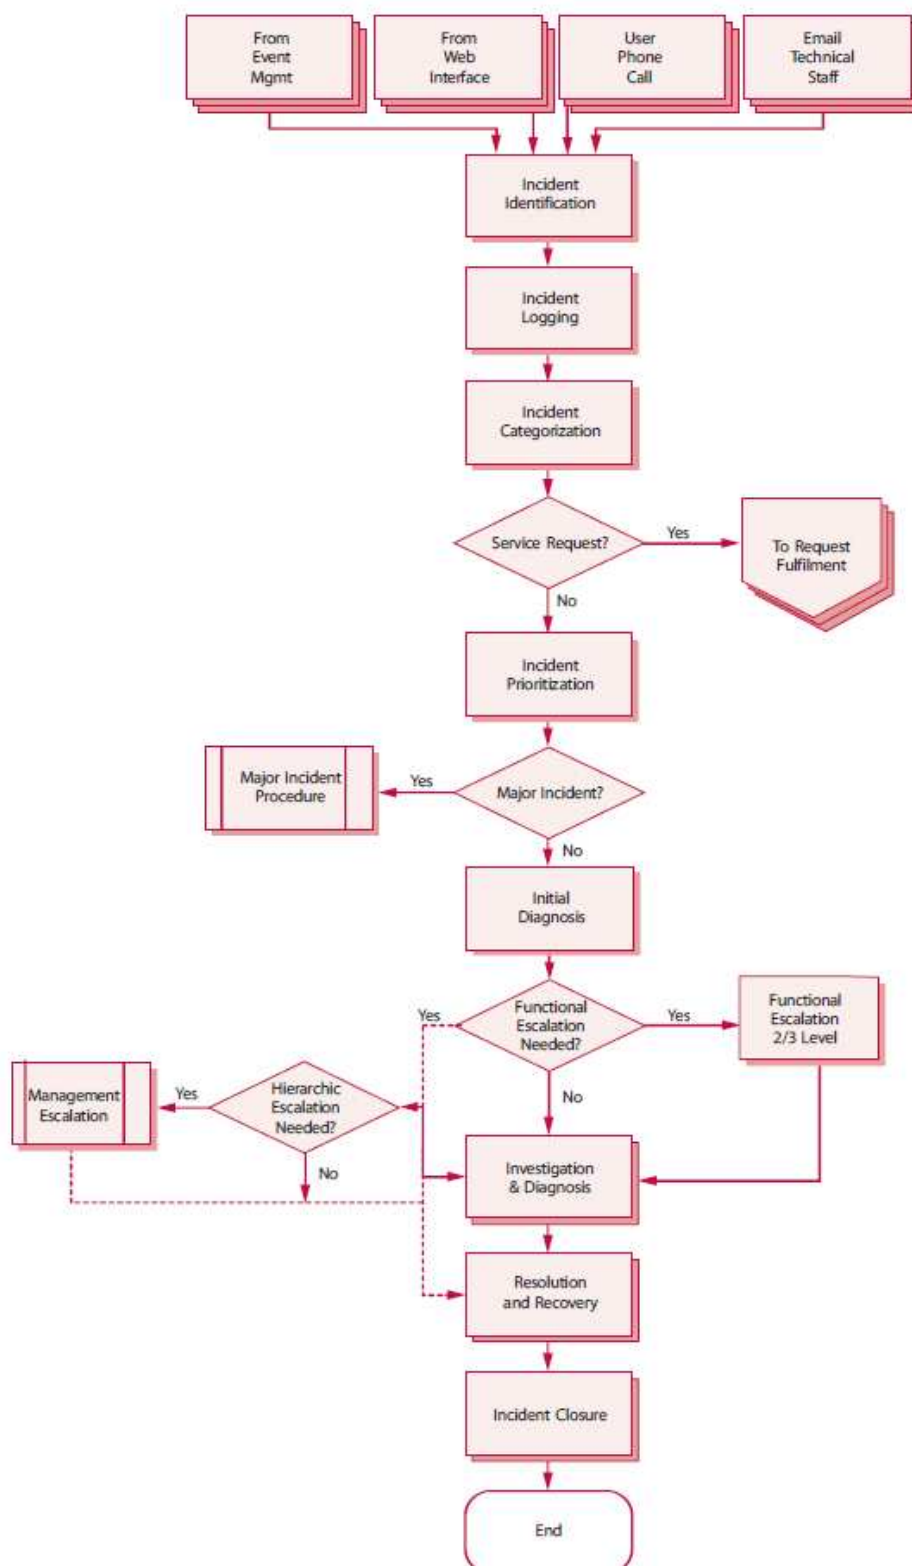 From
Event
Mgmt
From
Web
Interface
User
Phone
Call
Email
Technical
Staff
Incident
Identification
Incident
Logging
Incident
Categorization
Service Request?
Yes
To Request
Fulfilment
No
Incident
Prioritization
Major Incident
Procedure
Yes
Major Incident?
No
Initial
Diagnosis
Yes
Functional
Escalation
Needed?
Yes
Functional
Escalation
2/3 Level
Management
Escalation
Yes
Hierarchic
Escalation
Needed?
No
No
Investigation
& Diagnosis
Resolution
and Recovery
Incident Closure
End